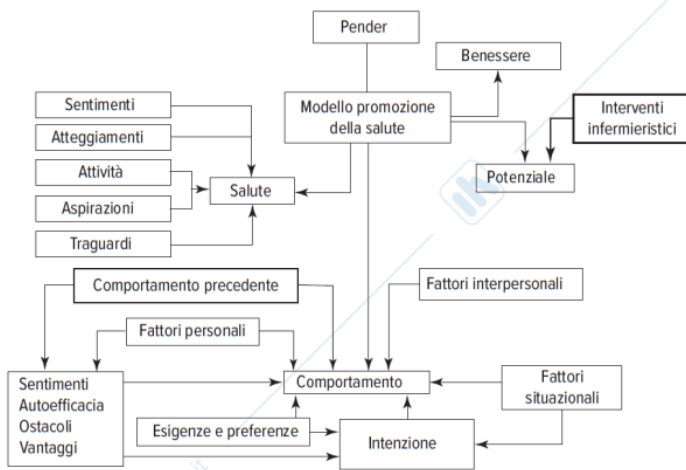 Pender
Benessere
Sentimenti
Modello promozione
della salute
Interventi
infermieristici
Atteggiamenti
Attività
Salute
Potenziale
Aspirazioni
Traguardi
Comportamento precedente
Fattori interpersonali
Fattori personali
Sentimenti
Autoefficacia
Ostacoli
Vantaggi
Comportamento
Fattori
situazionali
Esigenze e preferenze
Intenzione
it